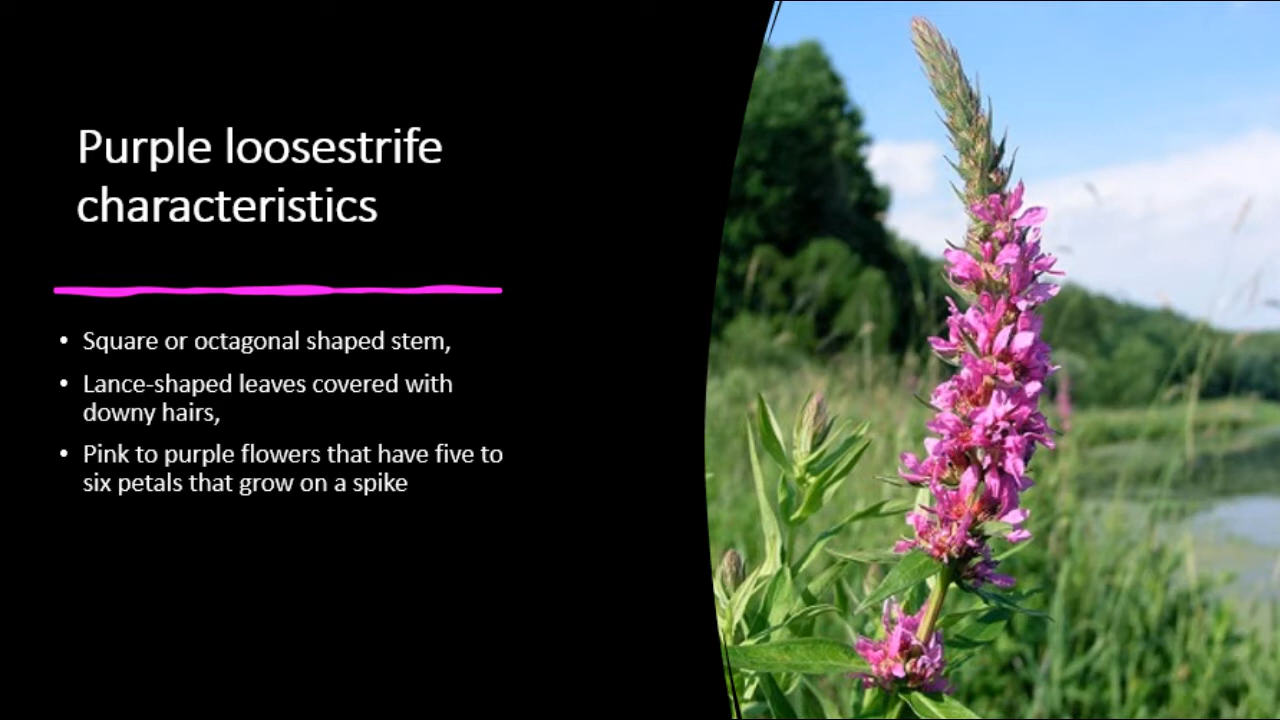 Purple loosestrife
characteristics
• Square or octagonal shaped stem,
• Lance-shaped leaves covered with
downy hairs,
• Pink to purple flowers that have five to
six petals that grow on a spike